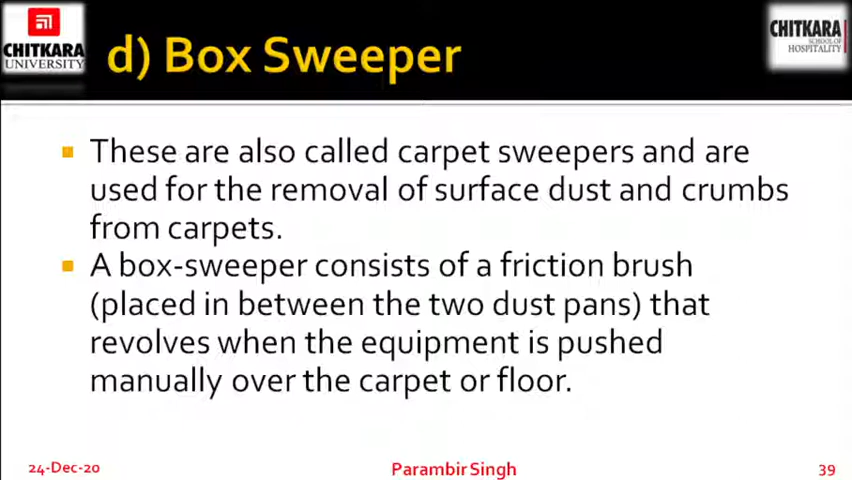 CHITKARA
UNIVERSITY
d) Box Sweeper
CHITKARA
SCHOOL OF
HOSPITALITY
These are also called carpet sweepers and are
used for the removal of surface dust and crumbs
from carpets.
A box-sweeper consists of a friction brush
(placed in between the two dust pans) that
revolves when the equipment is pushed
manually over the carpet or floor.
24-Dec-20
Parambir Singh
39